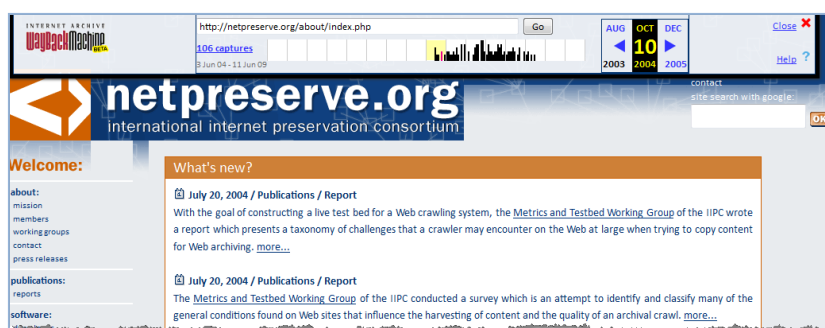 INTERNET ARCHIVE
WayBackMachine BETA
http://netpreserve.org/about/index.php
Go
106 captures
3 Jun 04 - 11 Jun 09
AUG OCT DEC
10
2003 2004 2005
Close
Help ?
netpreserve.org
international internet preservation consortium
contact
site search with google:
OK
Welcome:
about:
mission
members
working groups
contact
press releases
publications:
reports
software:
What's new?
July 20, 2004 / Publications / Report
With the goal of constructing a live test bed for a Web crawling system, the Metrics and Testbed Working Group of the IIPC wrote
a report which presents a taxonomy of challenges that a crawler may encounter on the Web at large when trying to copy content
for Web archiving. more...
July 20, 2004 / Publications / Report
The Metrics and Testbed Working Group of the IIPC conducted a survey which is an attempt to identify and classify many of the
general conditions found on Web sites that influence the harvesting of content and the quality of an archival crawl. more...